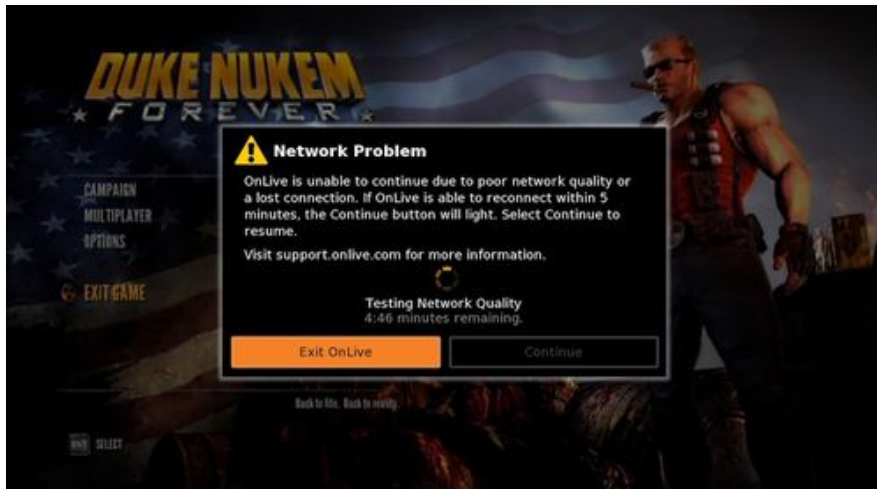 DUKE NUKEM
FOREVER
CAMPAIGN
MULTIPLAYER
OPTIONS
EXIT GAME
Network Problem
OnLive is unable to continue due to poor network quality or
a lost connection. If OnLive is able to reconnect within 5
minutes, the Continue button will light. Select Continue to
resume.
Visit support.onlive.com for more information.
Testing Network Quality
4:46 minutes remaining.
Exit OnLive
Continue
Back to life, Back to reality.
SELECT